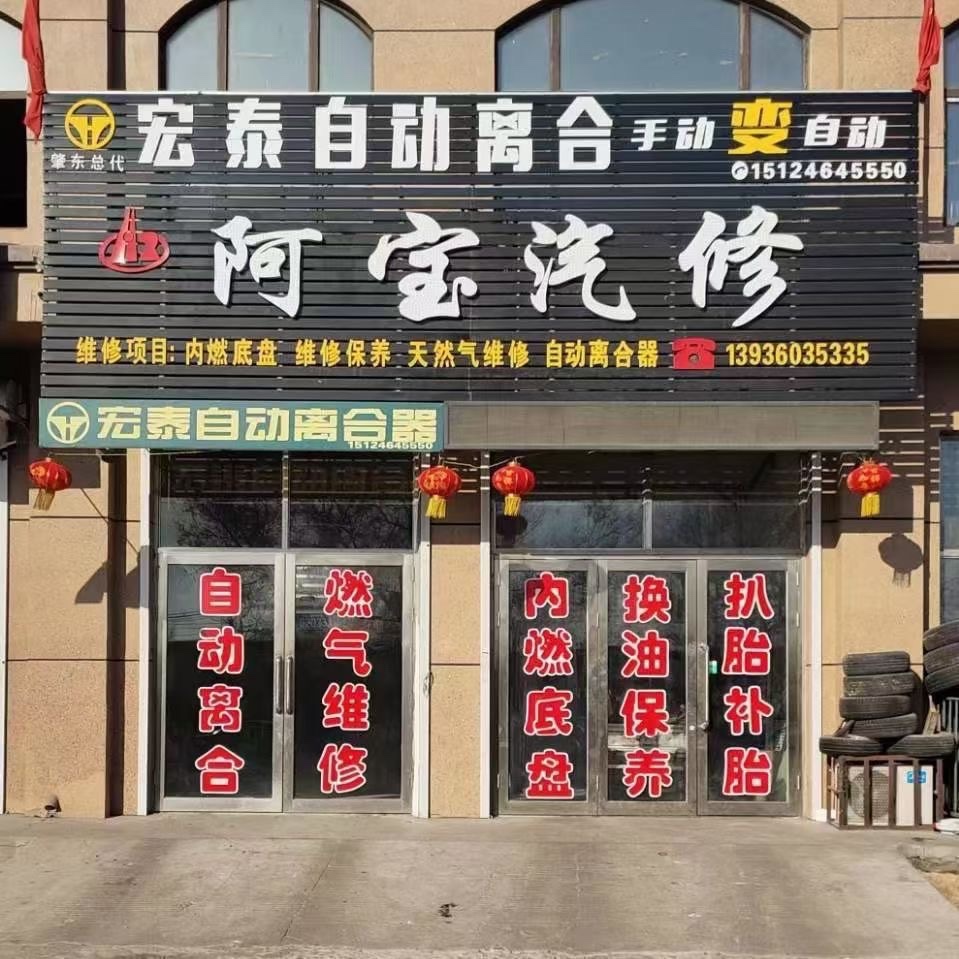 宏泰自动离合 手动变自动
肇东总代 15124645550
阿宝汽修
维修项目: 内燃底盘 维修保养 天然气维修 自动离合器 13936035335
宏泰自动离合器
15124645550
自动离合
燃气维修
内燃底盘
换油保养
扒胎补胎